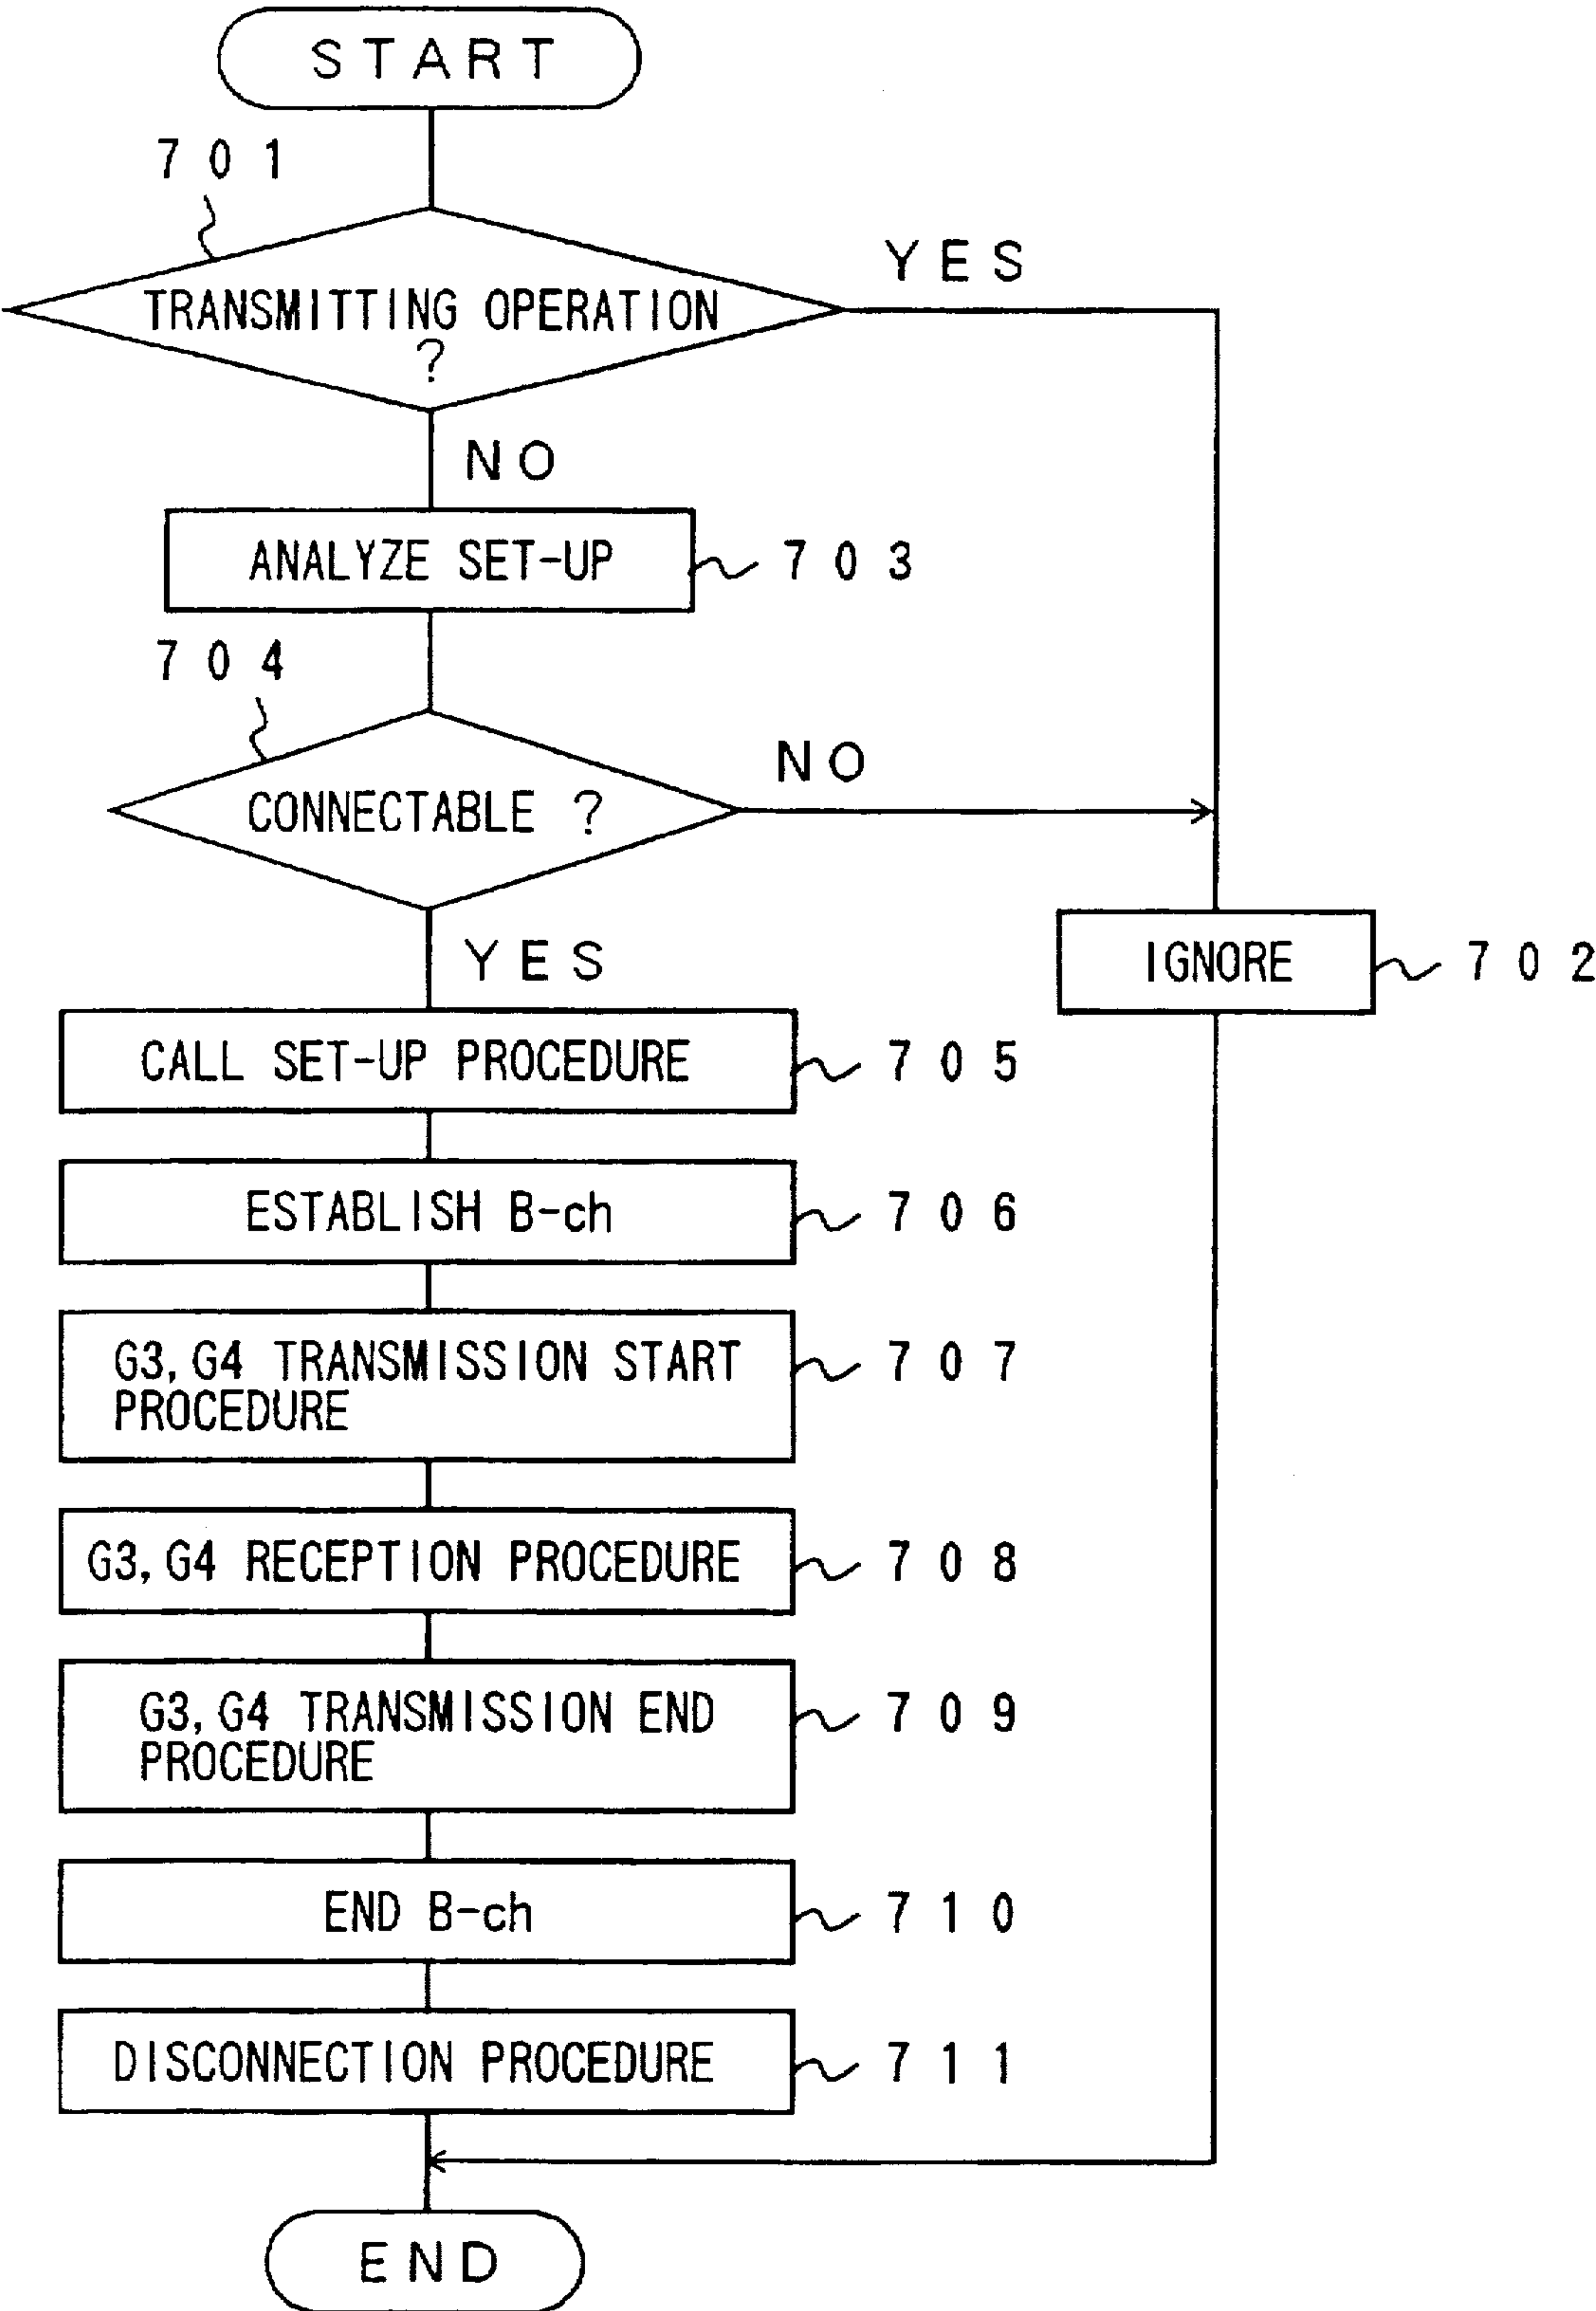 START
701
YES
TRANSMITTING OPERATION
?
NO
ANALYZE SET-UP
703
704
NO
CONNECTABLE ?
YES
IGNORE
702
CALL SET-UP PROCEDURE
705
ESTABLISH B-ch
706
G3, G4 TRANSMISSION START
PROCEDURE
707
G3, G4 RECEPTION PROCEDURE
708
G3, G4 TRANSMISSION END
PROCEDURE
709
END B-ch
710
DISCONNECTION PROCEDURE
711
END